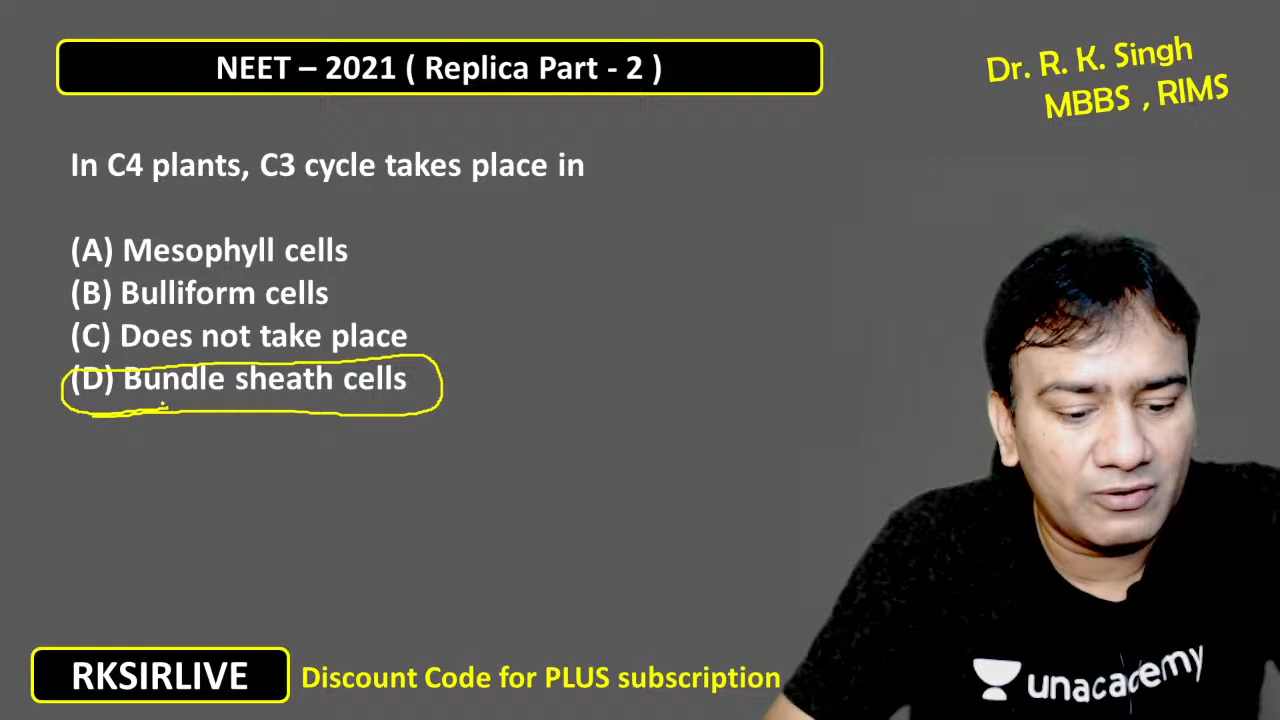 NEET – 2021 ( Replica Part - 2 )
Dr. R. K. Singh
MBBS , RIMS
In C4 plants, C3 cycle takes place in
(A) Mesophyll cells
(B) Bulliform cells
(C) Does not take place
(D) Bundle sheath cells
unacademy
RKSIRLIVE
Discount Code for PLUS subscription